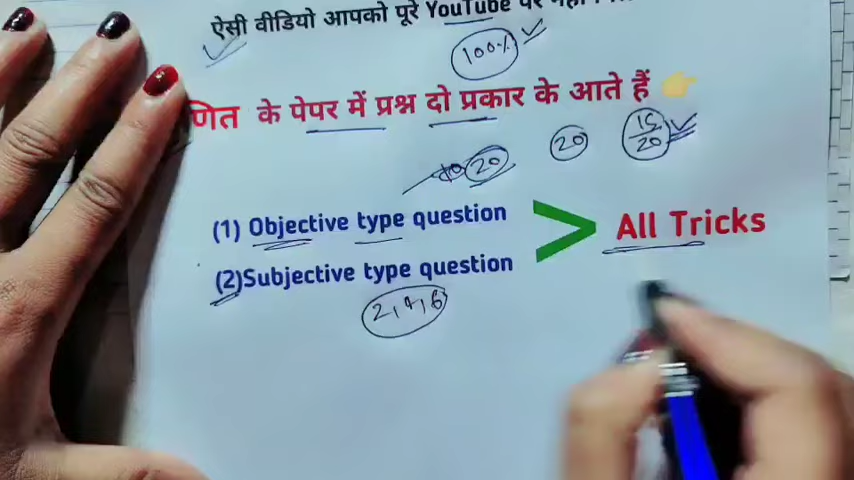 ऐसी वीडियो आपको पूरे YouTube पर
100%
णित के पेपर में प्रश्न दो प्रकार के आते हैं 👉
20 20 15/20
(1) Objective type question > All Tricks
(2) Subjective type question
2, 4, 6